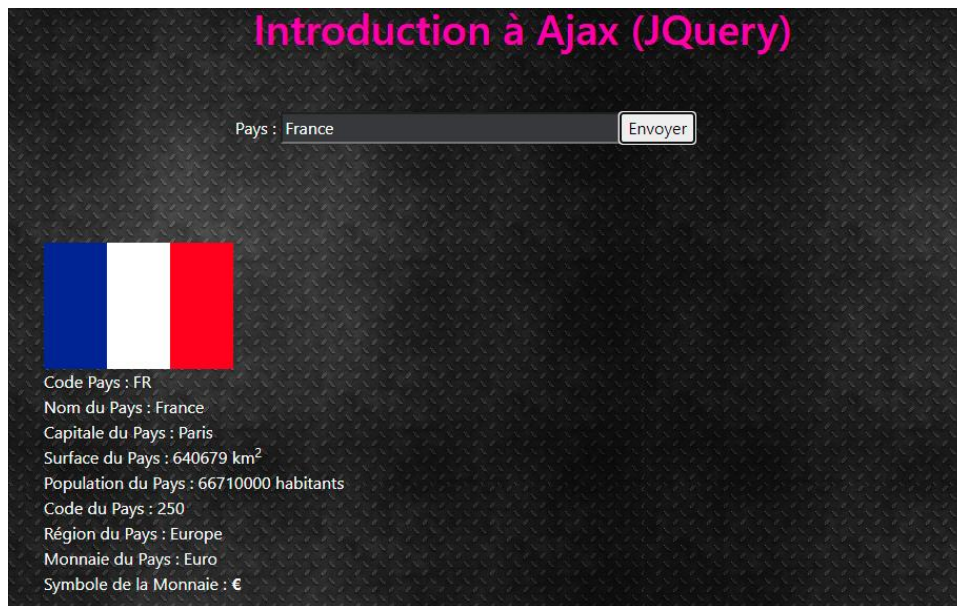 Introduction à Ajax (JQuery)
Pays : France Envoyer
Code Pays : FR
Nom du Pays : France
Capitale du Pays : Paris
Surface du Pays : 640679 km²
Population du Pays : 66710000 habitants
Code du Pays : 250
Région du Pays : Europe
Monnaie du Pays : Euro
Symbole de la Monnaie : €